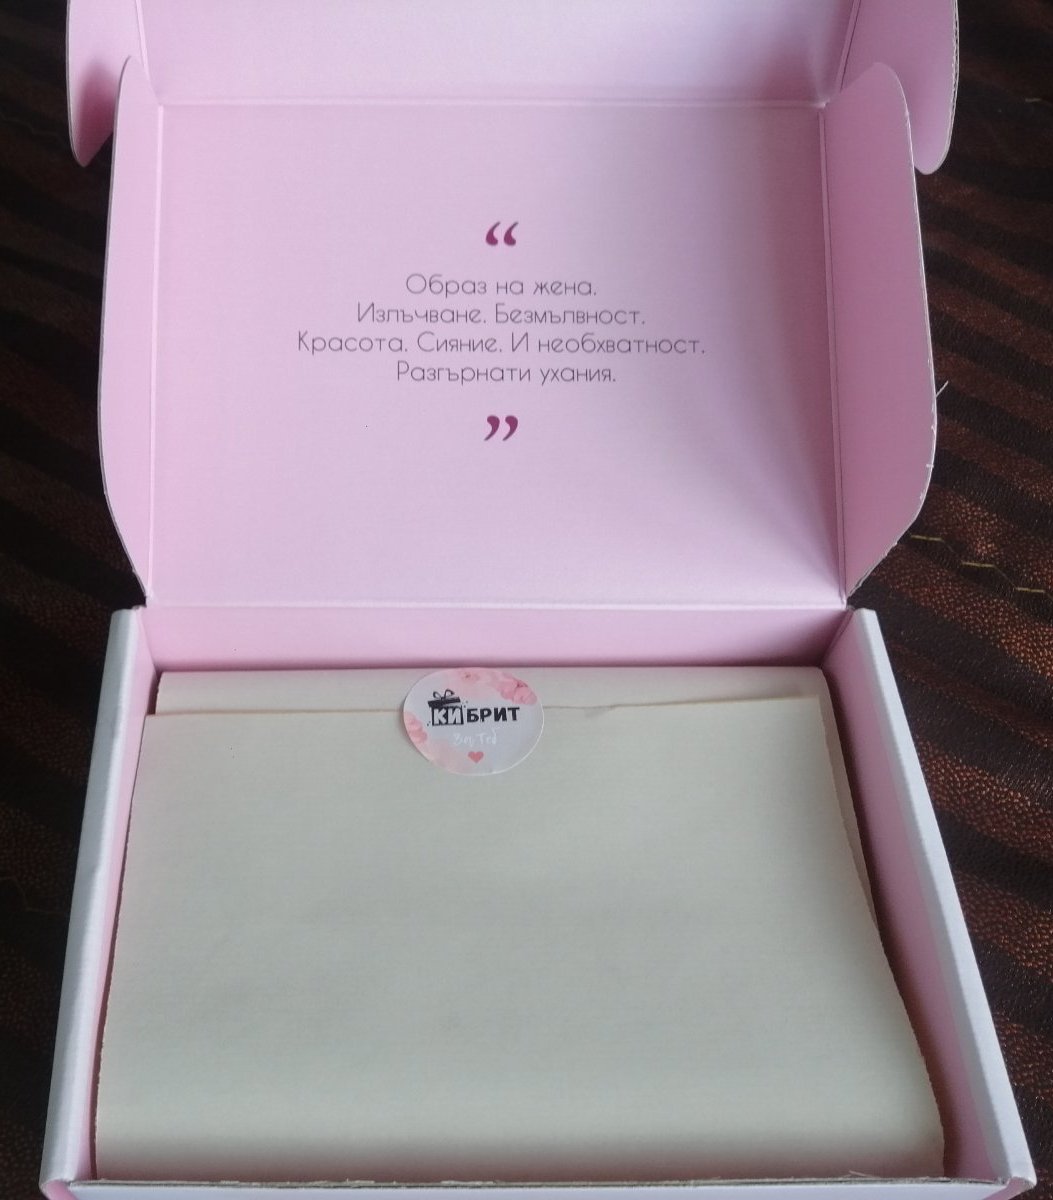 “
Образ на жена.
Излъчване. Безмълвност.
Красота. Сияние. И необхватност.
Разгърнати ухания.
”
КИБРИТ